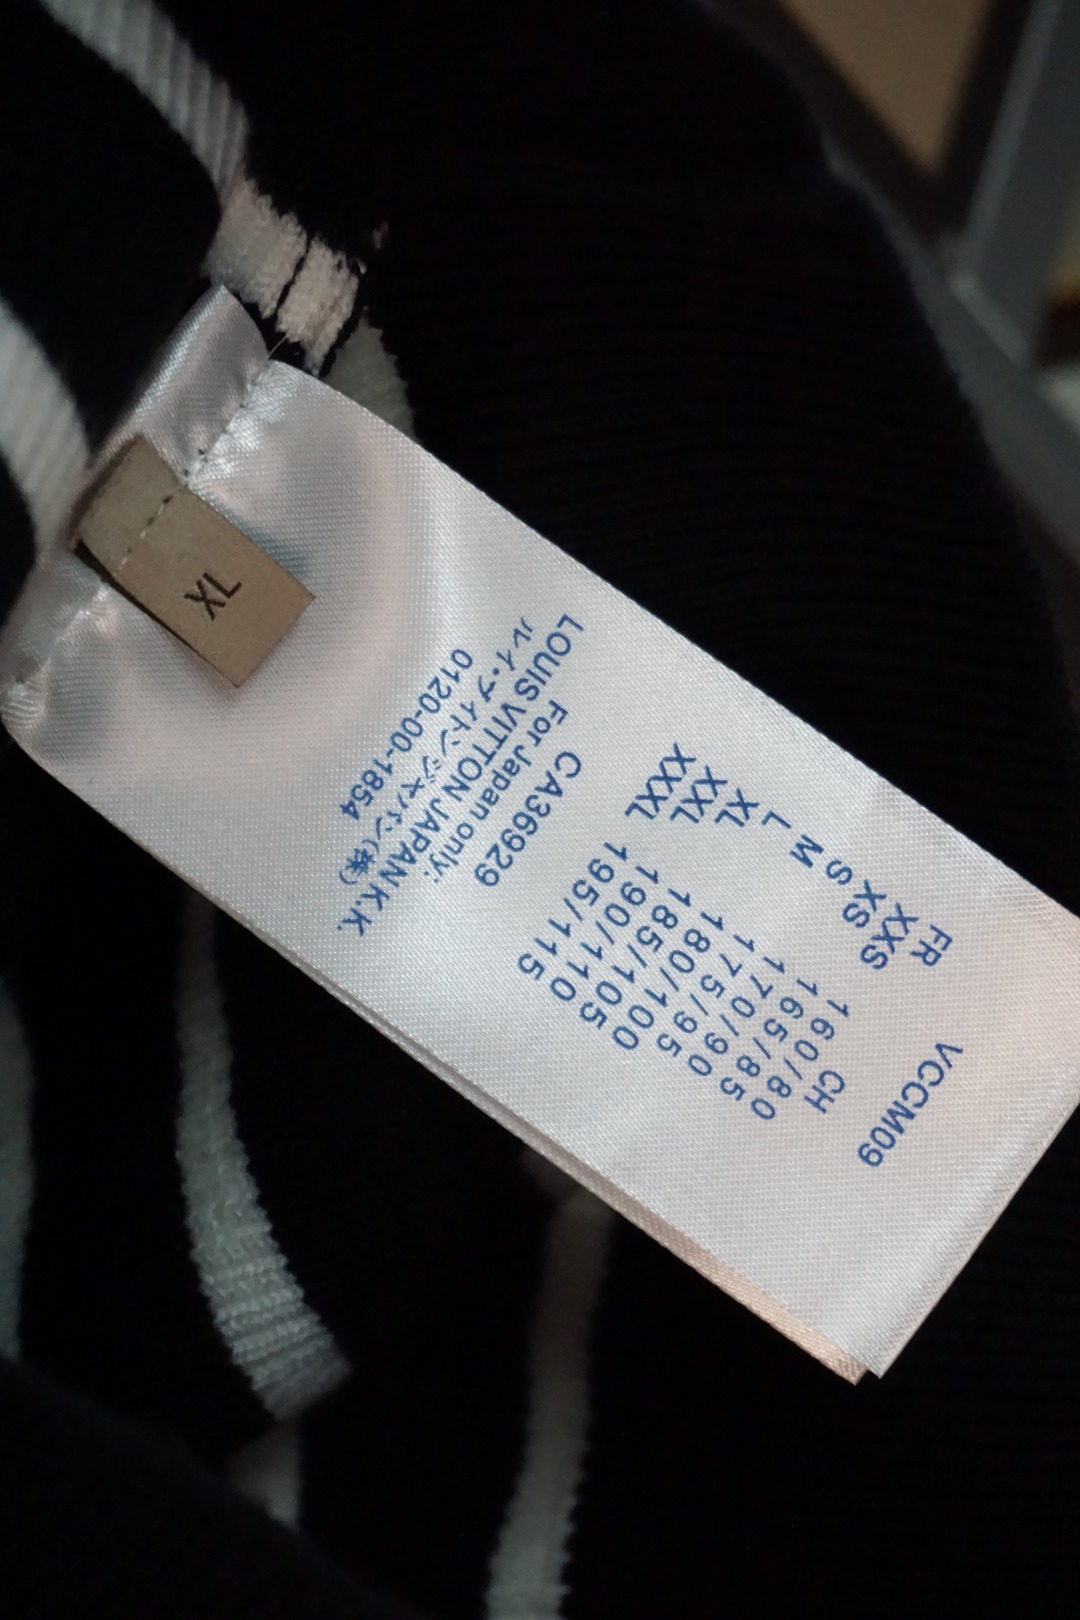 XL
VCCM09
FR CH
XXS 160/80
XS 165/85
S 170/90
M 175/95
L 180/100
XL 185/105
XXL 190/110
XXXL 195/115
CA36929
For Japan only:
LOUIS VITTON JAPAN K.K.
ルイ・ブイトンジャパン(株)
0120-00-1854